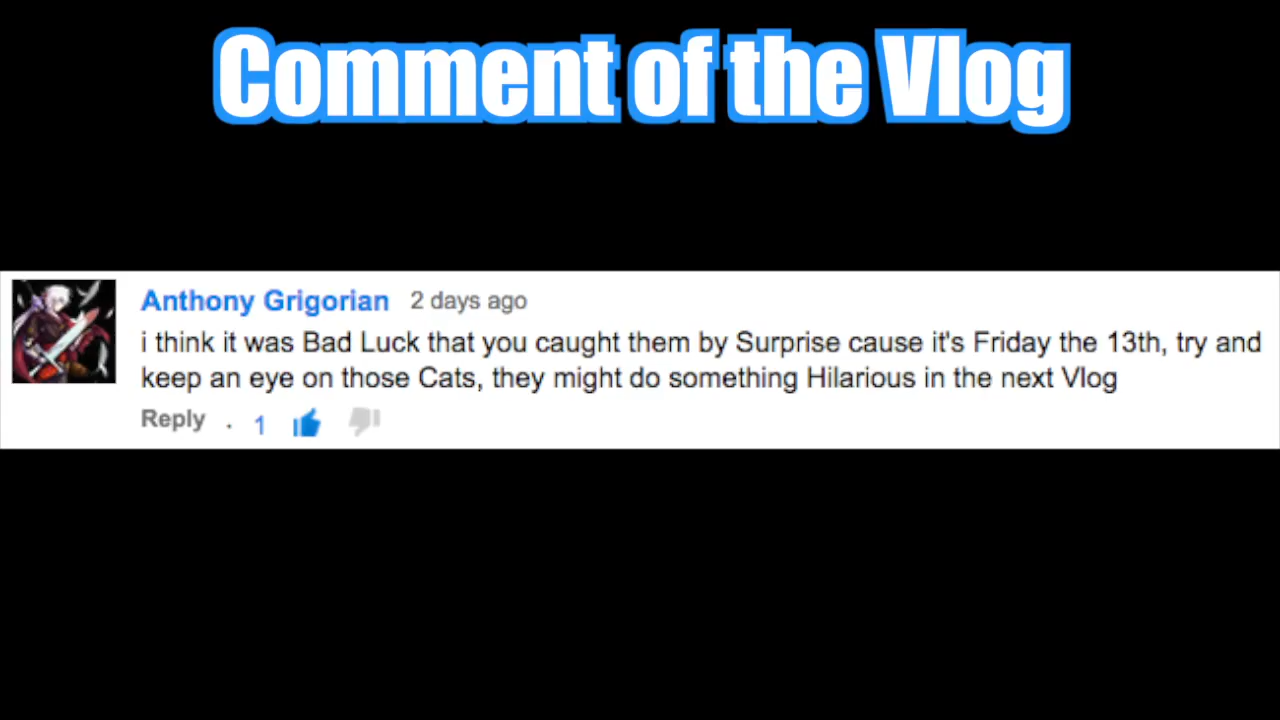 Comment of the Vlog
Anthony Grigorian 2 days ago
i think it was Bad Luck that you caught them by Surprise cause it's Friday the 13th, try and
keep an eye on those Cats, they might do something Hilarious in the next Vlog
Reply . 1